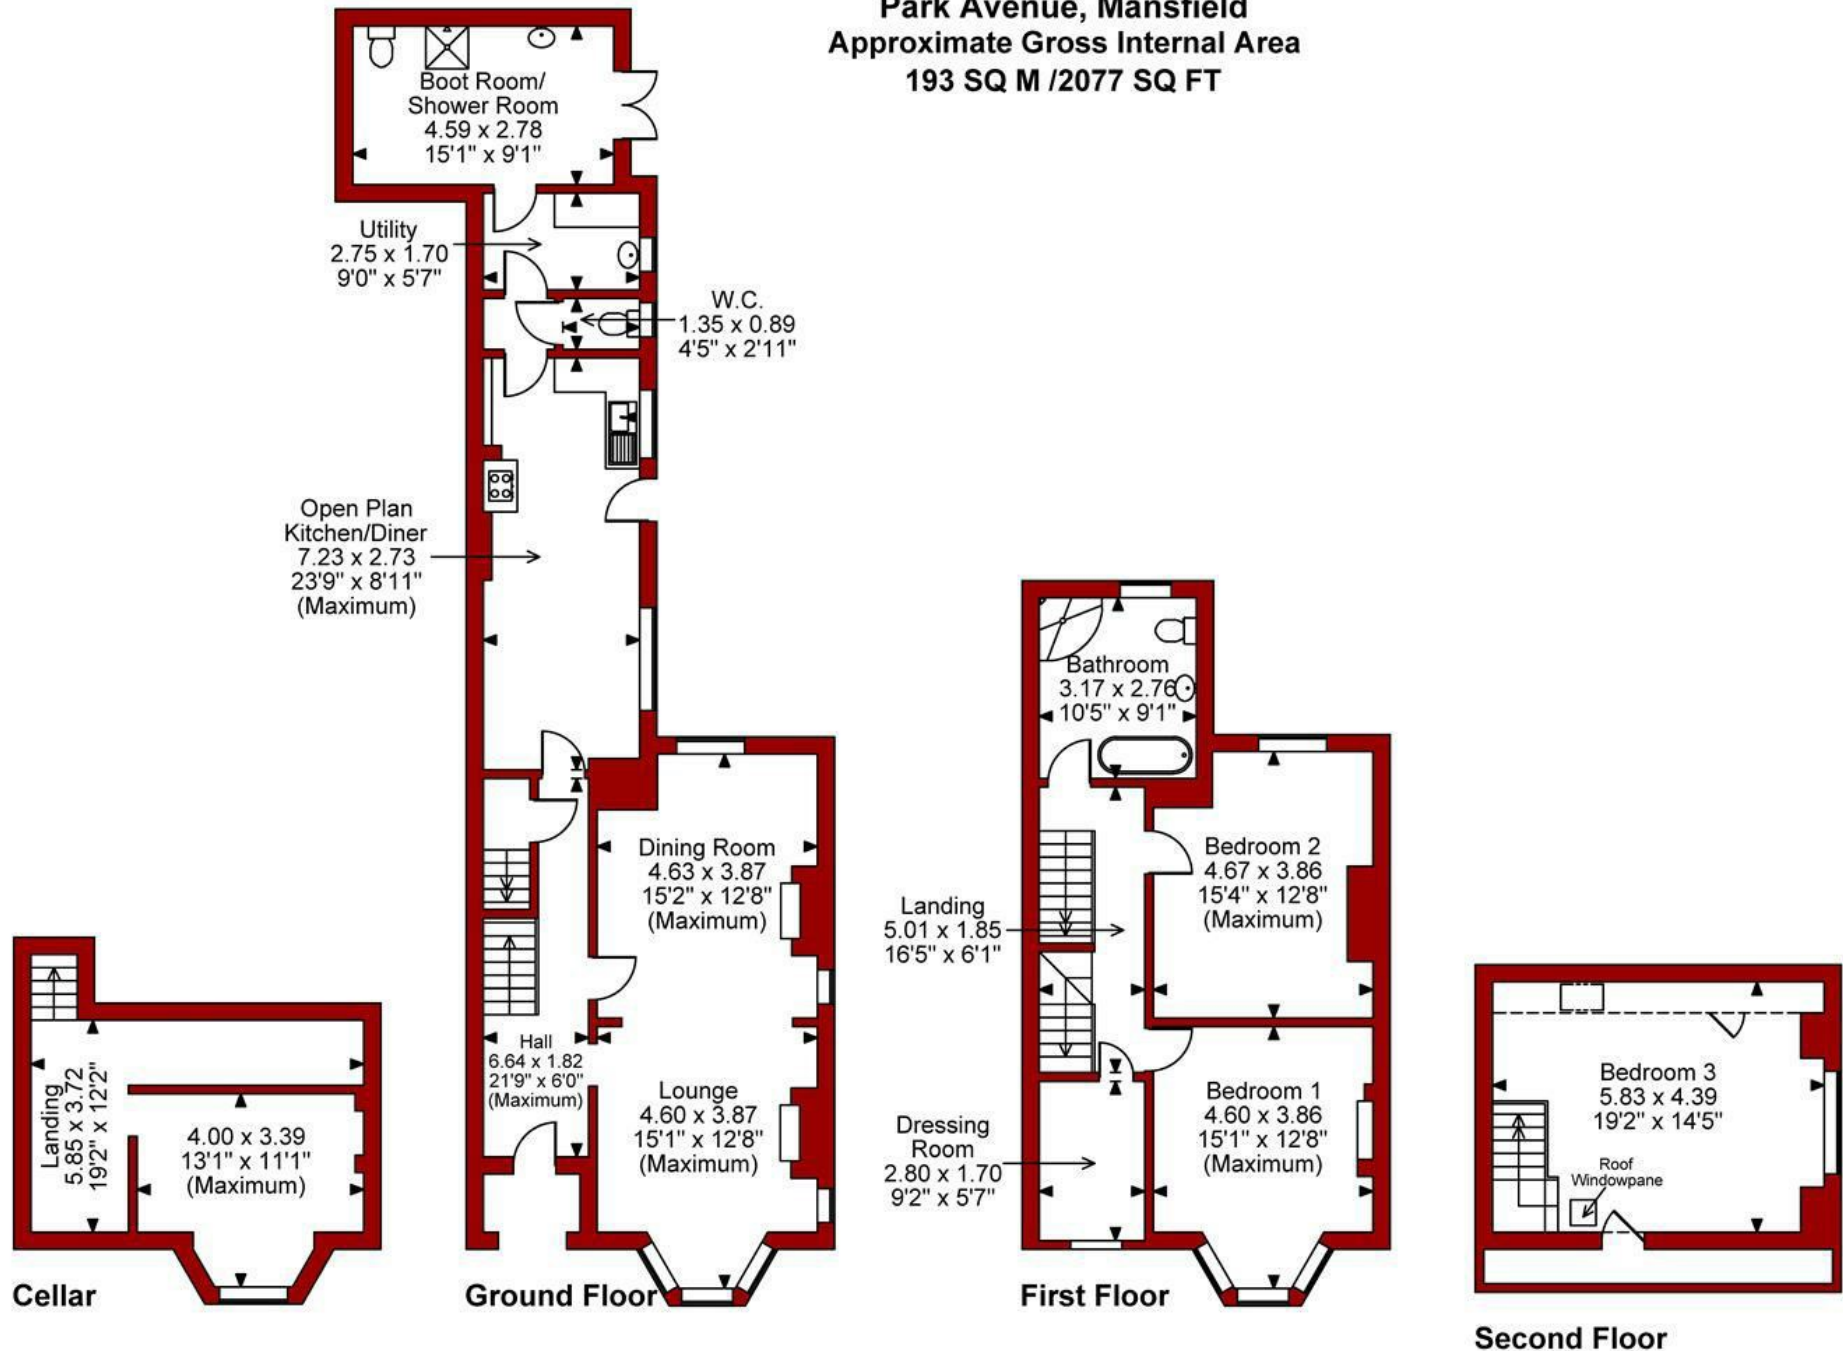 Park Avenue, Mansfield
Approximate Gross Internal Area
193 SQ M /2077 SQ FT
Boot Room/
Shower Room
4.59 x 2.78
15'1" x 9'1"
Utility
2.75 x 1.70
9'0" x 5'7"
W.C.
1.35 x 0.89
4'5" x 2'11"
Open Plan
Kitchen/Diner
7.23 x 2.73
23'9" x 8'11"
(Maximum)
Dining Room
4.63 x 3.87
15'2" x 12'8"
(Maximum)
Hall
6.64 x 1.82
21'9" x 6'0"
(Maximum)
Lounge
4.60 x 3.87
15'1" x 12'8"
(Maximum)
Landing
5.85 x 3.72
19'2" x 12'2"
4.00 x 3.39
13'1" x 11'1"
(Maximum)
Cellar
Ground Floor
Bathroom
3.17 x 2.76
10'5" x 9'1"
Bedroom 2
4.67 x 3.86
15'4" x 12'8"
(Maximum)
Landing
5.01 x 1.85
16'5" x 6'1"
Dressing
Room
2.80 x 1.70
9'2" x 5'7"
Bedroom 1
4.60 x 3.86
15'1" x 12'8"
(Maximum)
First Floor
Bedroom 3
5.83 x 4.39
19'2" x 14'5"
Roof
Windowpane
Second Floor